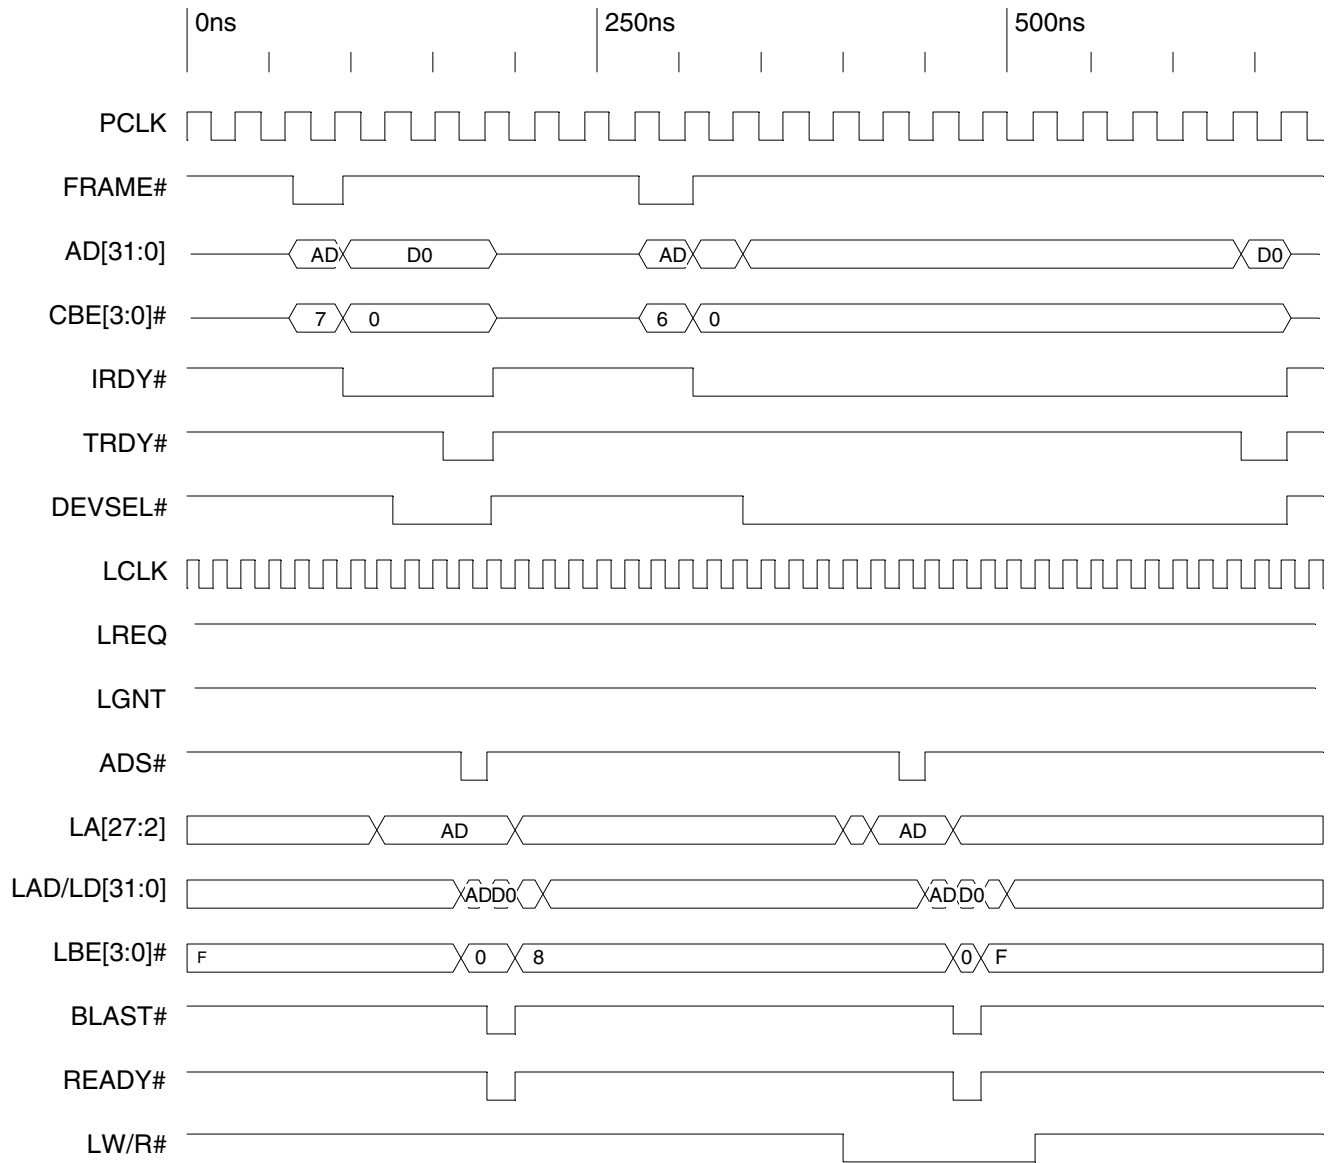 0ns 250ns 500ns
PCLK
FRAME#
AD[31:0] AD D0 AD D0
CBE[3:0]# 7 0 6 0
IRDY#
TRDY#
DEVSEL#
LCLK
LREQ
LGNT
ADS#
LA[27:2] AD AD
LAD/LD[31:0] AD D0 AD D0
LBE[3:0]# F 0 8 0 F
BLAST#
READY#
LW/R#